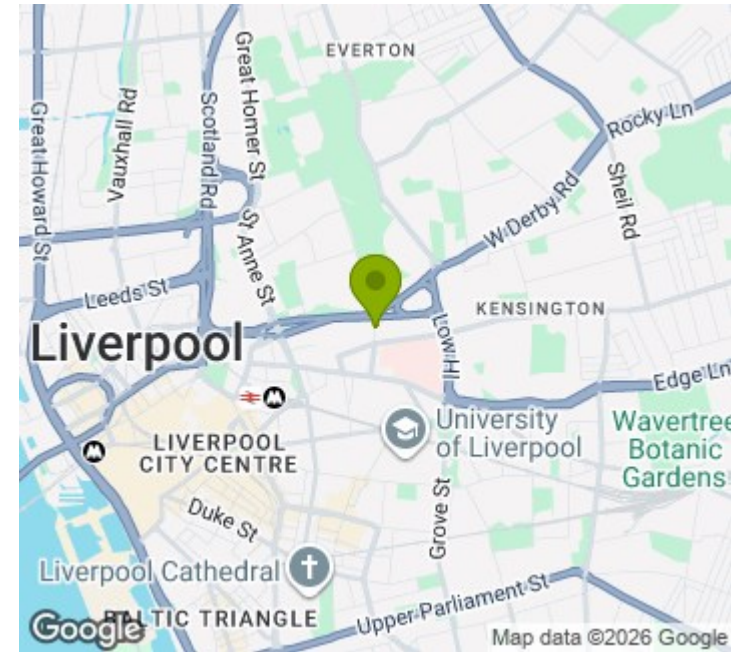 EVERTON
Great Homer St
Scotland Rd
Vauxhall Rd
Great Howard St
Rocky Ln
Sheil Rd
W Derby Rd
St Anne St
Leeds St
KENSINGTON
Low Hl
Liverpool
Edge Ln
University
of Liverpool
Wavertree
Botanic
Gardens
LIVERPOOL
CITY CENTRE
Duke St
Grove St
Liverpool Cathedral
Upper Parliament St
BALTIC TRIANGLE
Google
Map data ©2026 Google